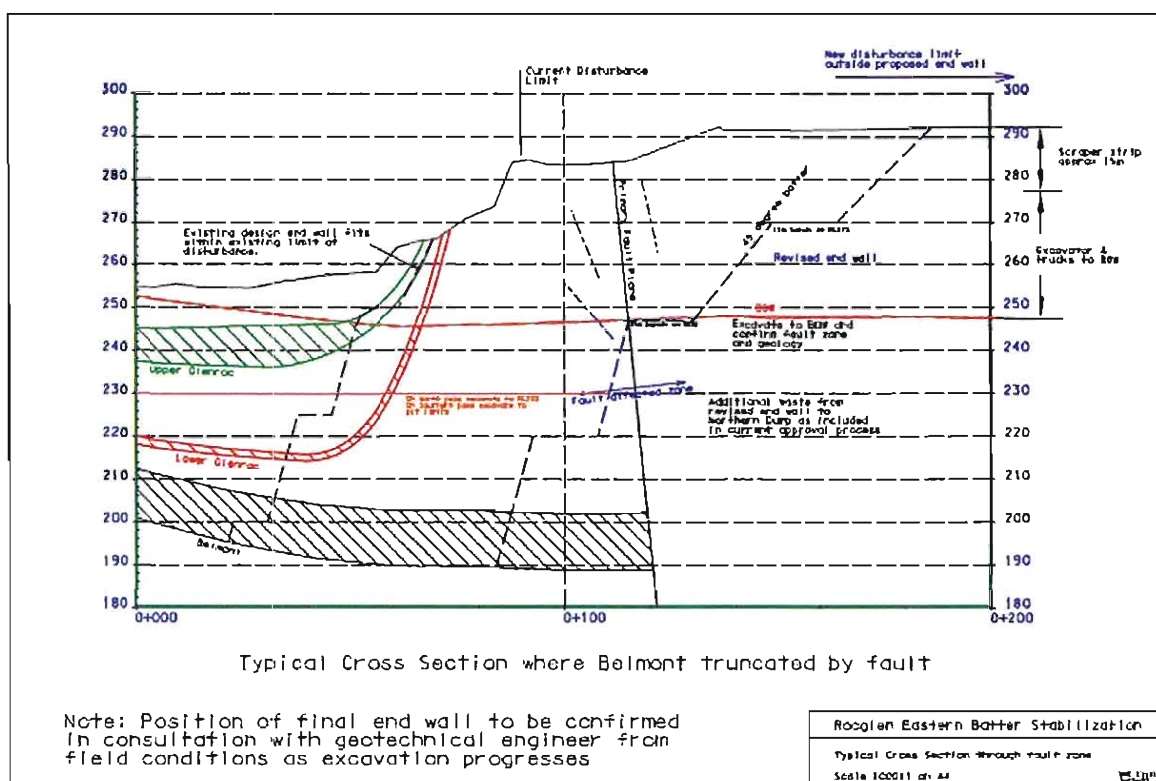 New disturbance limit
outside proposed end wall
Current Disturbance
Limit
300
300
290
290
280
280
270
270
260
260
250
250
240
240
230
230
220
220
210
210
200
200
190
190
180
180
Scraper strip
approx 15m
Excavator &
trucks to BOW
Existing design end wall fits
within existing limit of
disturbance.
Primary Fault plane
45 degree batter
Revised end wall
BOW
Excavate to BOW and
confirm fault zone
and geology
Upper Glenroc
Fault affected zone
Additional waste from
revised end wall to
Northern Dump as included
in current approval process
Lower Glenroc
Belmont
0+000
0+100
0+200
Typical Cross Section where Belmont truncated by fault
Note: Position of final end wall to be confirmed
in consultation with geotechnical engineer from
field conditions as excavation progresses
Rocglen Eastern Batter Stabilization
Typical Cross Section through fault zone